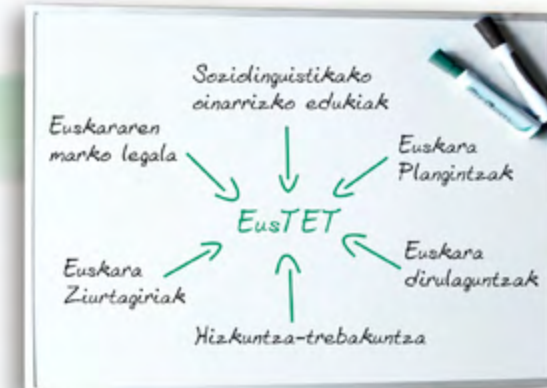 Soziolinguistikako
oinarrizko edukiak
Euskararen
marko legala
Euskara
Plangintzak
EusTET
Euskara
Ziurtagiriak
Euskara
dirulaguntzak
Hizkuntza-trebakuntza